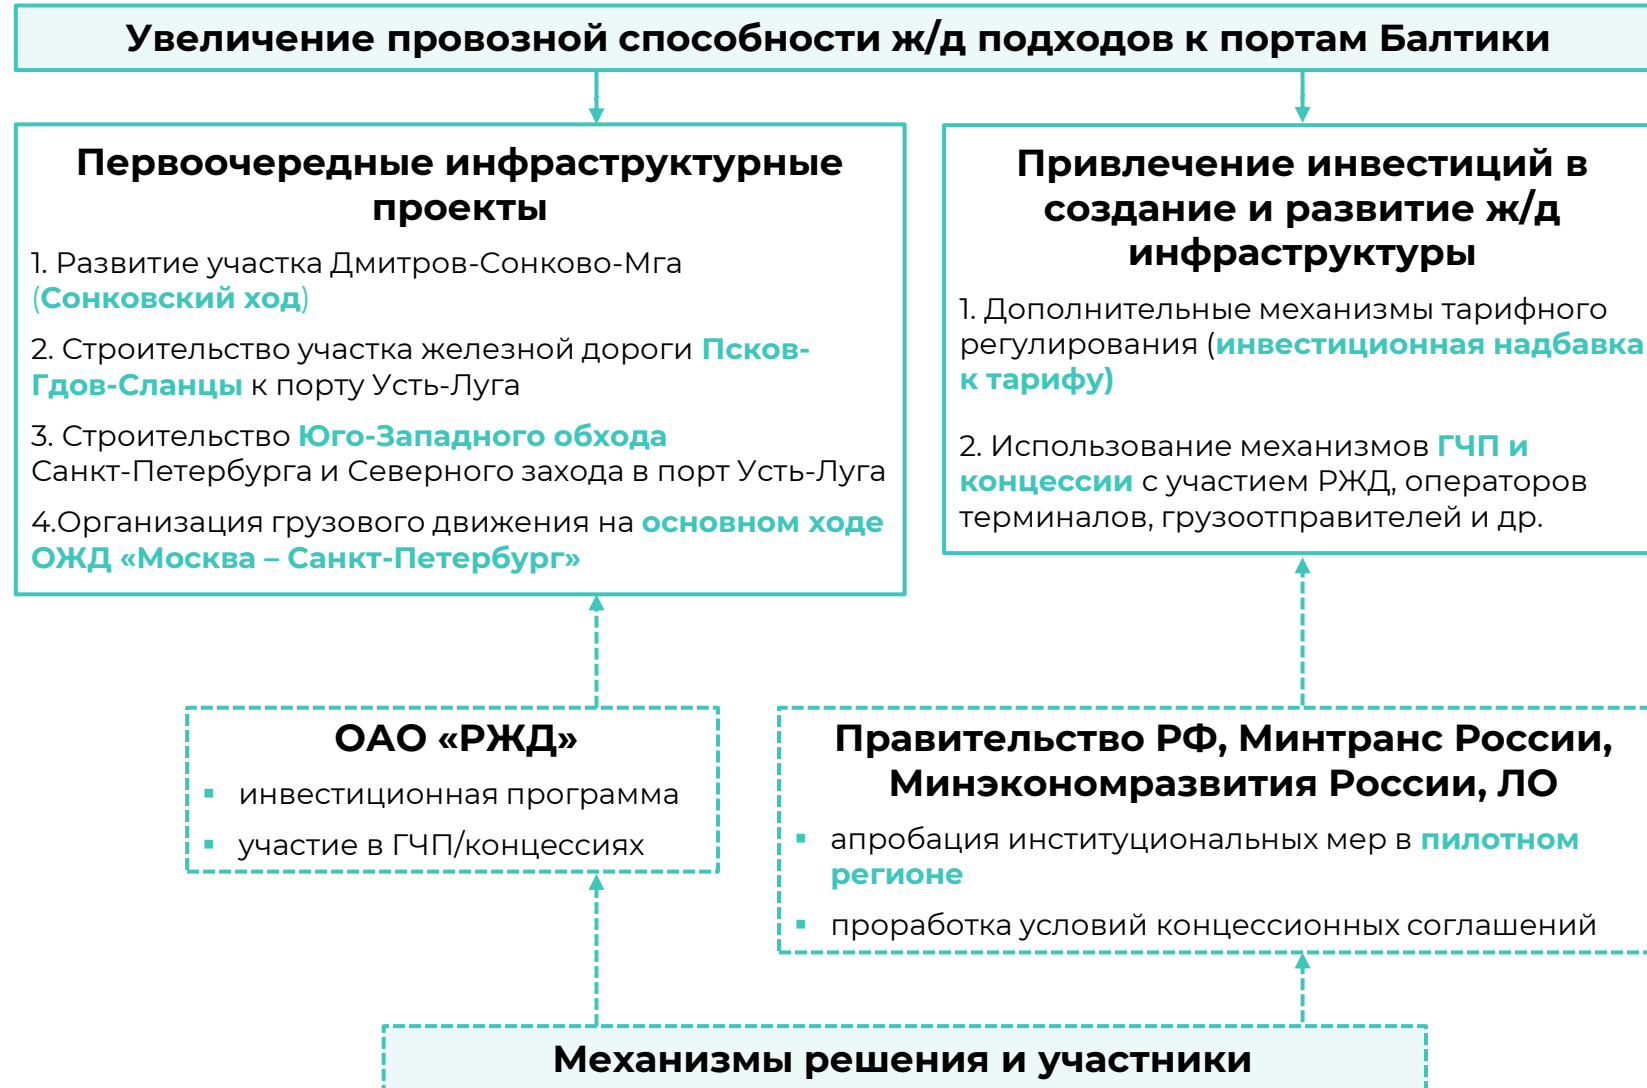 Увеличение провозной способности ж/д подходов к портам Балтики
Первоочередные инфраструктурные
проекты
1. Развитие участка Дмитров-Сонково-Мга
(Сонковский ход)
2. Строительство участка железной дороги Псков-
Гдов-Сланцы к порту Усть-Луга
3. Строительство Юго-Западного обхода
Санкт-Петербурга и Северного захода в порт Усть-Луга
4.Организация грузового движения на основном ходе
ОЖД «Москва – Санкт-Петербург»
Привлечение инвестиций в
создание и развитие ж/д
инфраструктуры
1. Дополнительные механизмы тарифного
регулирования (инвестиционная надбавка
к тарифу)
2. Использование механизмов ГЧП и
концессии с участием РЖД, операторов
терминалов, грузоотправителей и др.
ОАО «РЖД»
▪ инвестиционная программа
▪ участие в ГЧП/концессиях
Правительство РФ, Минтранс России,
Минэкономразвития России, ЛО
▪ апробация институциональных мер в пилотном
регионе
▪ проработка условий концессионных соглашений
Механизмы решения и участники